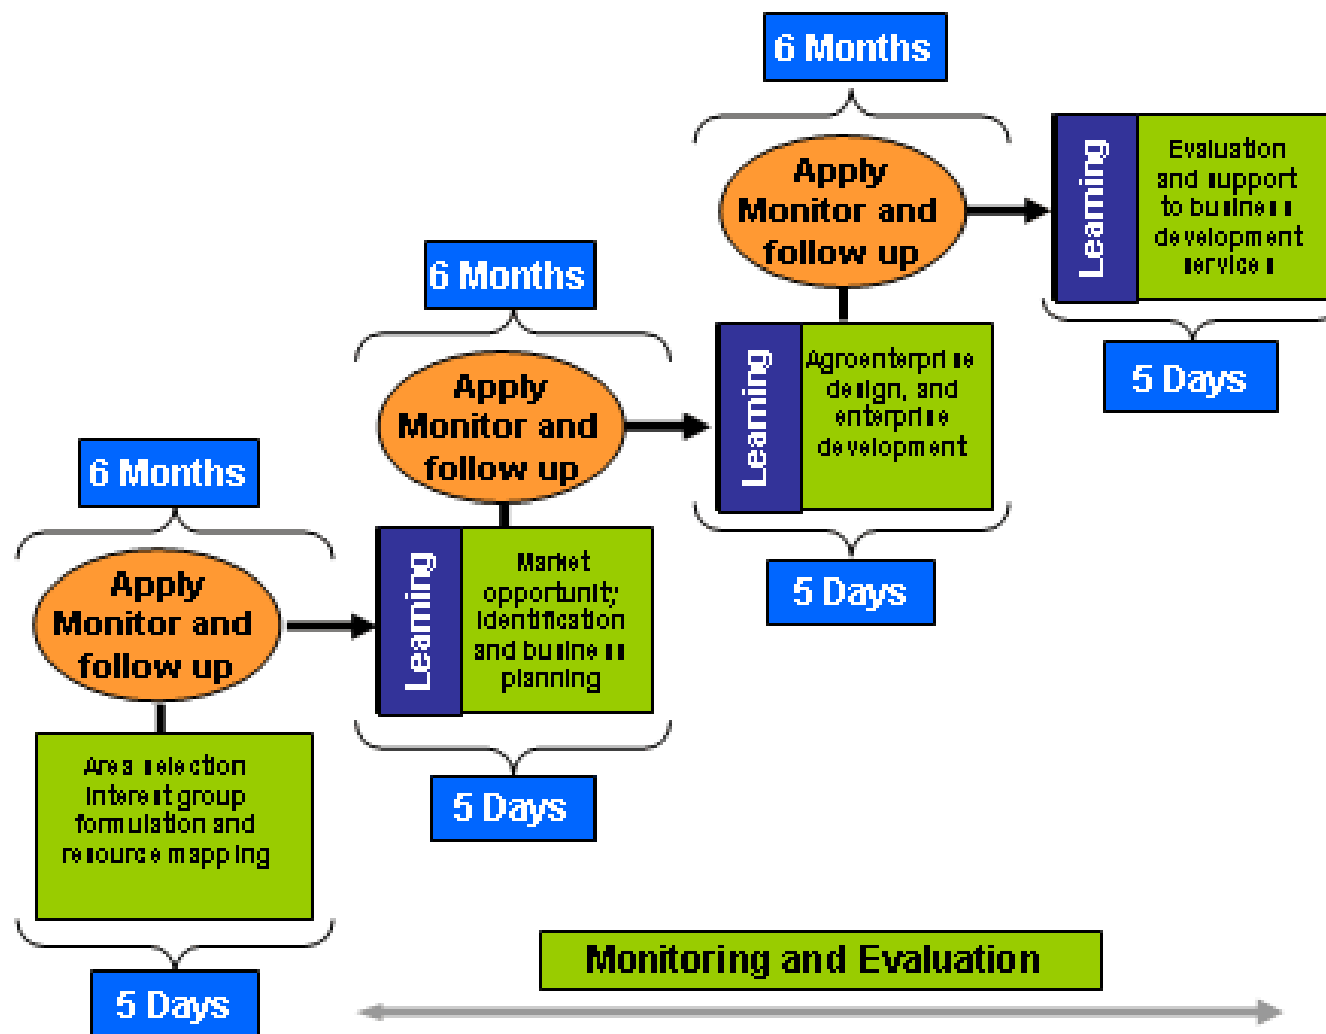 6 Months
Apply
Monitor and
follow up
Learning
Evaluation
and support
to business
development
services
5 Days
6 Months
Apply
Monitor and
follow up
Learning
Agroenterprise
design, and
enterprise
development
5 Days
6 Months
Apply
Monitor and
follow up
Learning
Market
opportunity
identification
and business
planning
5 Days
Area selection
interest group
formulation and
resource mapping
5 Days
Monitoring and Evaluation